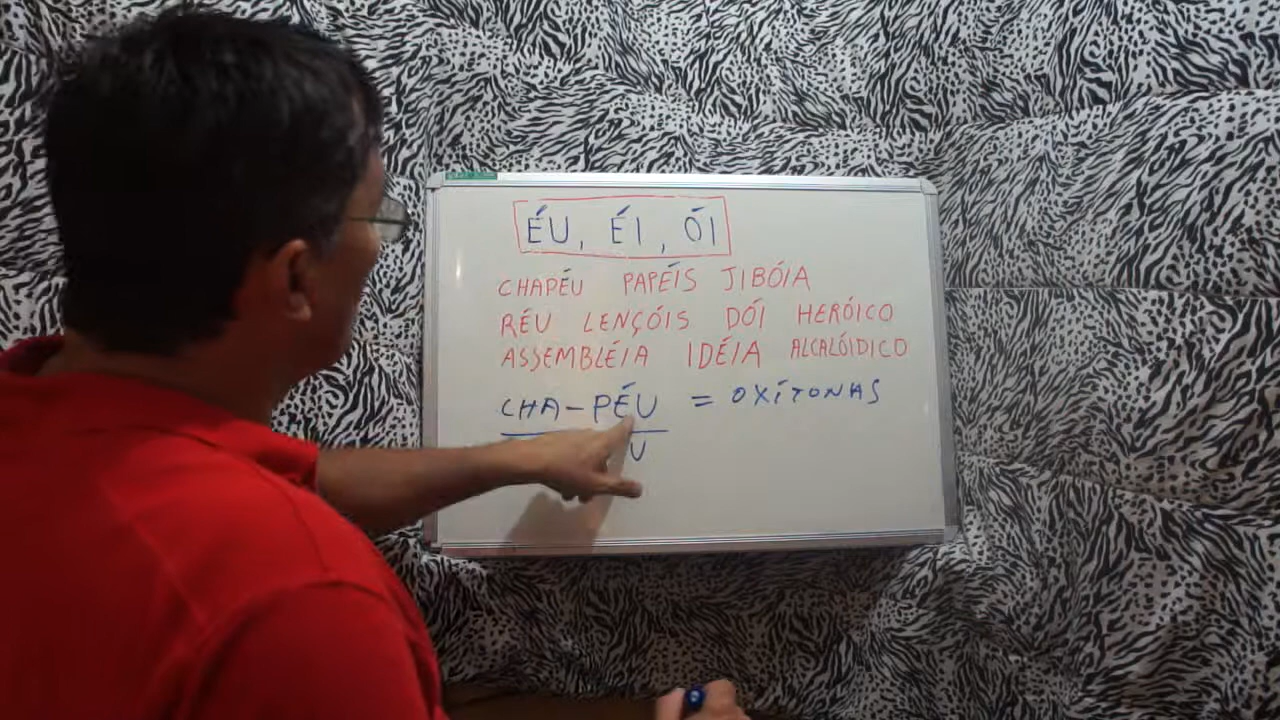 ÉU, ÉI, ÓI
CHAPÉU PAPÉIS JIBÓIA
RÉU LENÇÓIS DÓI HERÓICO
ASSEMBLÉIA IDÉIA ALCALÓIDICO
CHA-PÉU = OXÍTONAS
U